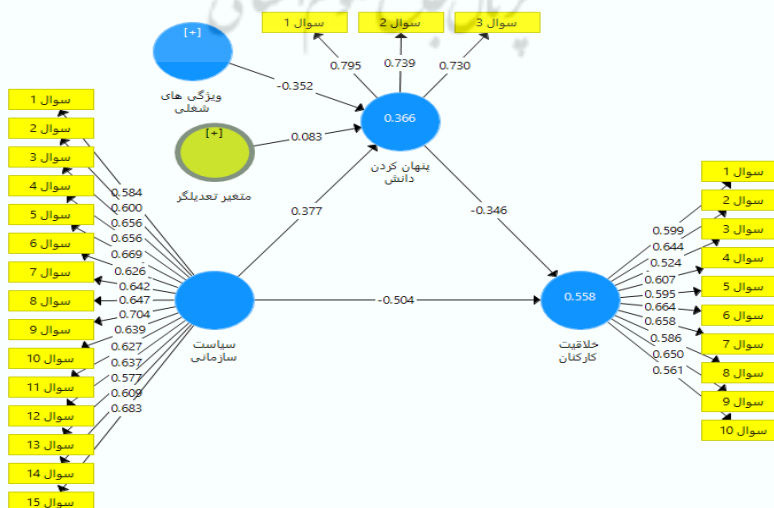 سوال 1
سوال 2
سوال 3
0.795
0.739
0.730
[+]
ویژگی های
شغلی
-0.352
[+]
متغیر تعدیلگر
0.083
0.366
پنهان کردن
دانش
0.377
-0.346
سوال 1
سوال 2
سوال 3
سوال 4
سوال 5
سوال 6
سوال 7
سوال 8
سوال 9
سوال 10
سوال 11
سوال 12
سوال 13
سوال 14
سوال 15
0.584
0.600
0.656
0.656
0.669
0.626
0.642
0.647
0.704
0.639
0.627
0.637
0.577
0.609
0.683
سیاست
سازمانی
-0.504
0.558
خلاقیت
کارکنان
0.599
0.644
0.524
0.607
0.595
0.664
0.658
0.586
0.650
0.561
سوال 1
سوال 2
سوال 3
سوال 4
سوال 5
سوال 6
سوال 7
سوال 8
سوال 9
سوال 10